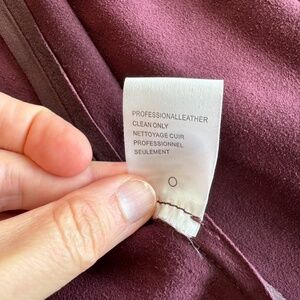 PROFESSIONALLEATHER
CLEAN ONLY
NETTOYAGE CUIR
PROFESSIONNEL
SEULEMENT